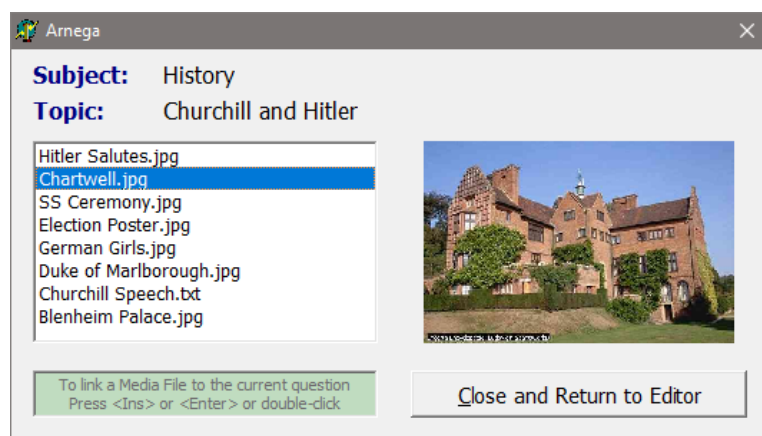 Arnega
Subject: History
Topic: Churchill and Hitler
Hitler Salutes.jpg
Chartwell.jpg
SS Ceremony.jpg
Election Poster.jpg
German Girls.jpg
Duke of Marlborough.jpg
Churchill Speech.txt
Blenheim Palace.jpg
To link a Media File to the current question
Press <Ins> or <Enter> or double-click
Close and Return to Editor